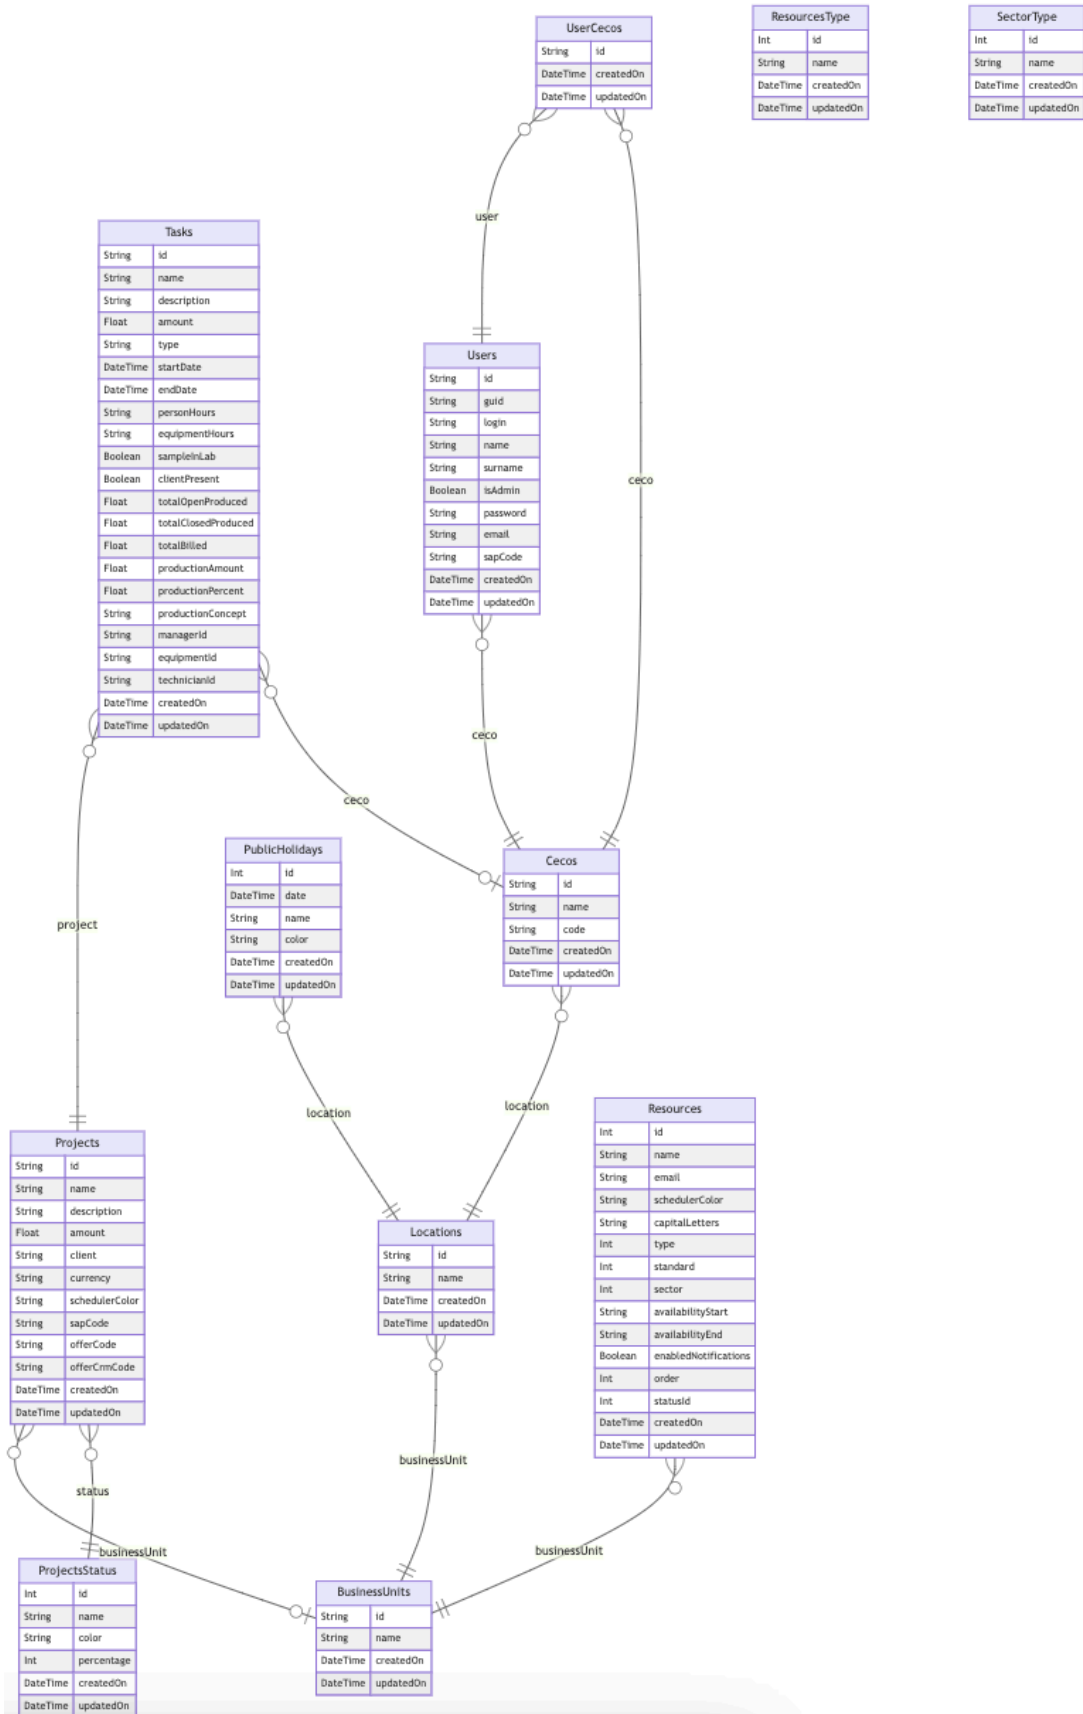 UserCecos
String id
DateTime createdOn
DateTime updatedOn
ResourcesType
Int id
String name
DateTime createdOn
DateTime updatedOn
SectorType
Int id
String name
DateTime createdOn
DateTime updatedOn
user
ceco
Tasks
String id
String name
String description
Float amount
String type
DateTime startDate
DateTime endDate
String personHours
String equipmentHours
Boolean sampleInLab
Boolean clientPresent
Float totalOpenProduced
Float totalClosedProduced
Float totalBilled
Float productionAmount
Float productionPercent
String productionConcept
String managerId
String equipmentId
String technicianId
DateTime createdOn
DateTime updatedOn
Users
String id
String guid
String login
String name
String surname
Boolean isAdmin
String password
String email
String sapCode
DateTime createdOn
DateTime updatedOn
ceco
ceco
project
PublicHolidays
Int id
DateTime date
String name
String color
DateTime createdOn
DateTime updatedOn
Cecos
String id
String name
String code
DateTime createdOn
DateTime updatedOn
location
location
Projects
String id
String name
String description
Float amount
String client
String currency
String schedulerColor
String sapCode
String offerCode
String offerCrmCode
DateTime createdOn
DateTime updatedOn
Locations
String id
String name
DateTime createdOn
DateTime updatedOn
Resources
Int id
String name
String email
String schedulerColor
String capitalLetters
Int type
Int standard
Int sector
String availabilityStart
String availabilityEnd
Boolean enabledNotifications
Int order
Int statusId
DateTime createdOn
DateTime updatedOn
status
businessUnit
businessUnit
businessUnit
ProjectsStatus
Int id
String name
String color
Int percentage
DateTime createdOn
DateTime updatedOn
BusinessUnits
String id
String name
DateTime createdOn
DateTime updatedOn